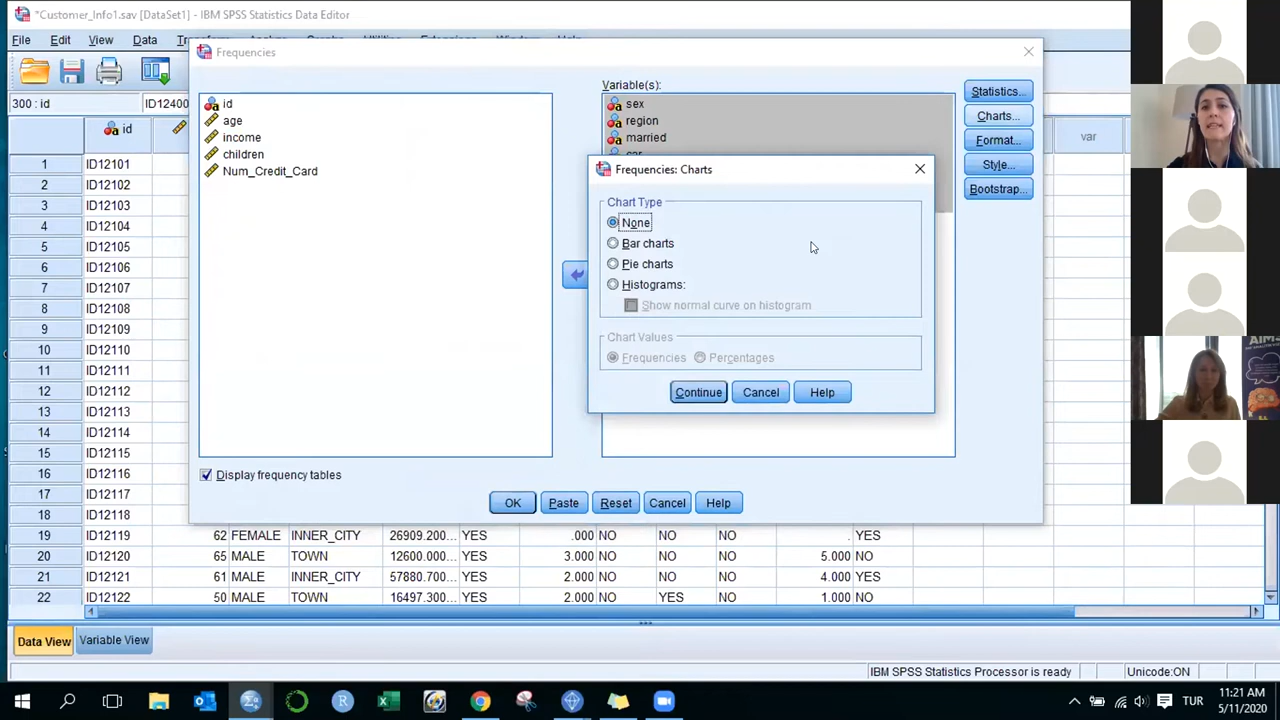 *Customer_Info1.sav [DataSet1] - IBM SPSS Statistics Data Editor
File Edit View Data
Frequencies
300 : id ID12400
Variable(s):
id
age
income
children
Num_Credit_Card
sex
region
married
car
Statistics...
Charts...
Format...
Style...
Bootstrap...
Frequencies: Charts
Chart Type
None
Bar charts
Pie charts
Histograms:
Show normal curve on histogram
Chart Values
Frequencies Percentages
Continue Cancel Help
Display frequency tables
OK Paste Reset Cancel Help
id var
1 ID12101
2 ID12102
3 ID12103
4 ID12104
5 ID12105
6 ID12106
7 ID12107
8 ID12108
9 ID12109
10 ID12110
11 ID12111
12 ID12112
13 ID12113
14 ID12114
15 ID12115
16 ID12116
17 ID12117
18 ID12118
19 ID12119 62 FEMALE INNER_CITY 26909.200... YES .000 NO NO NO . YES
20 ID12120 65 MALE TOWN 12600.000... YES 3.000 NO NO NO 5.000 NO
21 ID12121 61 MALE INNER_CITY 57880.700... YES 2.000 NO NO NO 4.000 YES
22 ID12122 50 MALE TOWN 16497.300... YES 2.000 NO YES NO 1.000 NO
Data View Variable View
IBM SPSS Statistics Processor is ready Unicode:ON
TUR
11:21 AM
5/11/2020